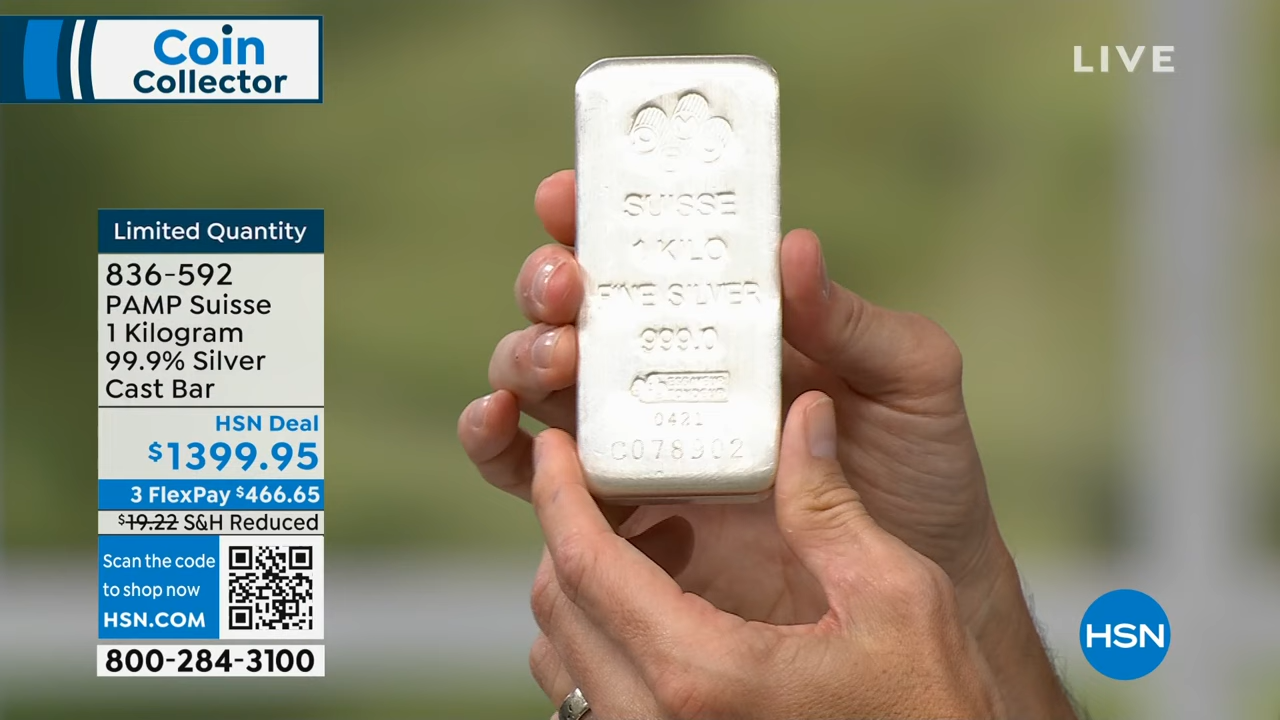 Coin
Collector
LIVE
Limited Quantity
836-592
PAMP Suisse
1 Kilogram
99.9% Silver
Cast Bar
HSN Deal
$1399.95
3 FlexPay $466.65
$19.22 S&H Reduced
Scan the code
to shop now
HSN.COM
800-284-3100
SUISSE
1 KILO
FINE SILVER
999.0
0421
HSN